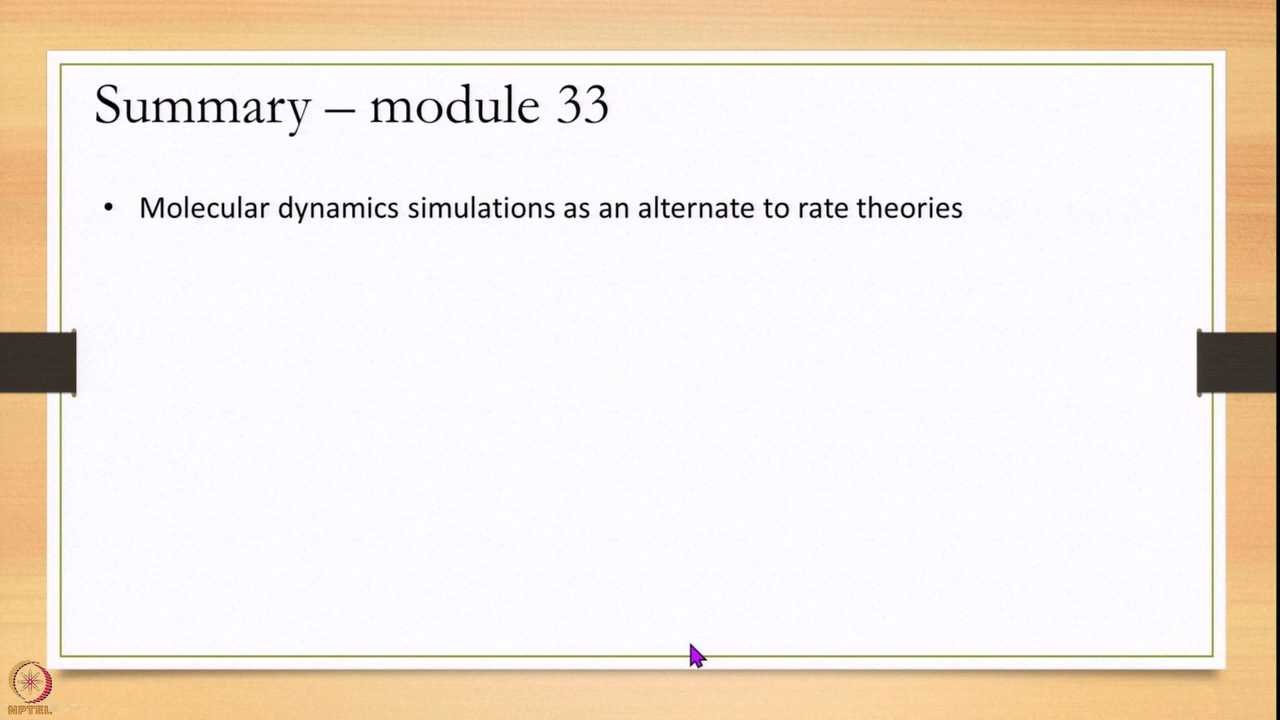 Summary – module 33
• Molecular dynamics simulations as an alternate to rate theories
NPTEL